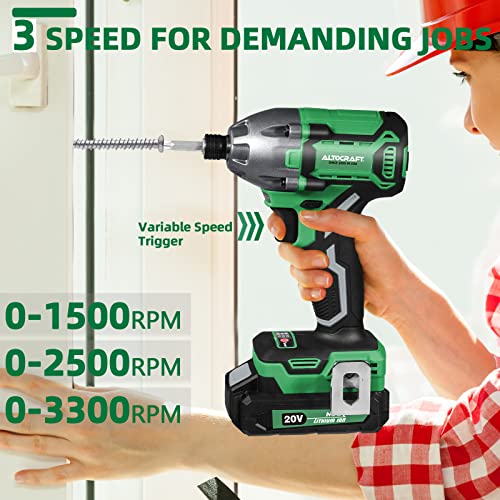 3 SPEED FOR DEMANDING JOBS
ALTOCRAFT
Variable Speed
Trigger
0-1500RPM
0-2500RPM
0-3300RPM
20V
Lithium ion